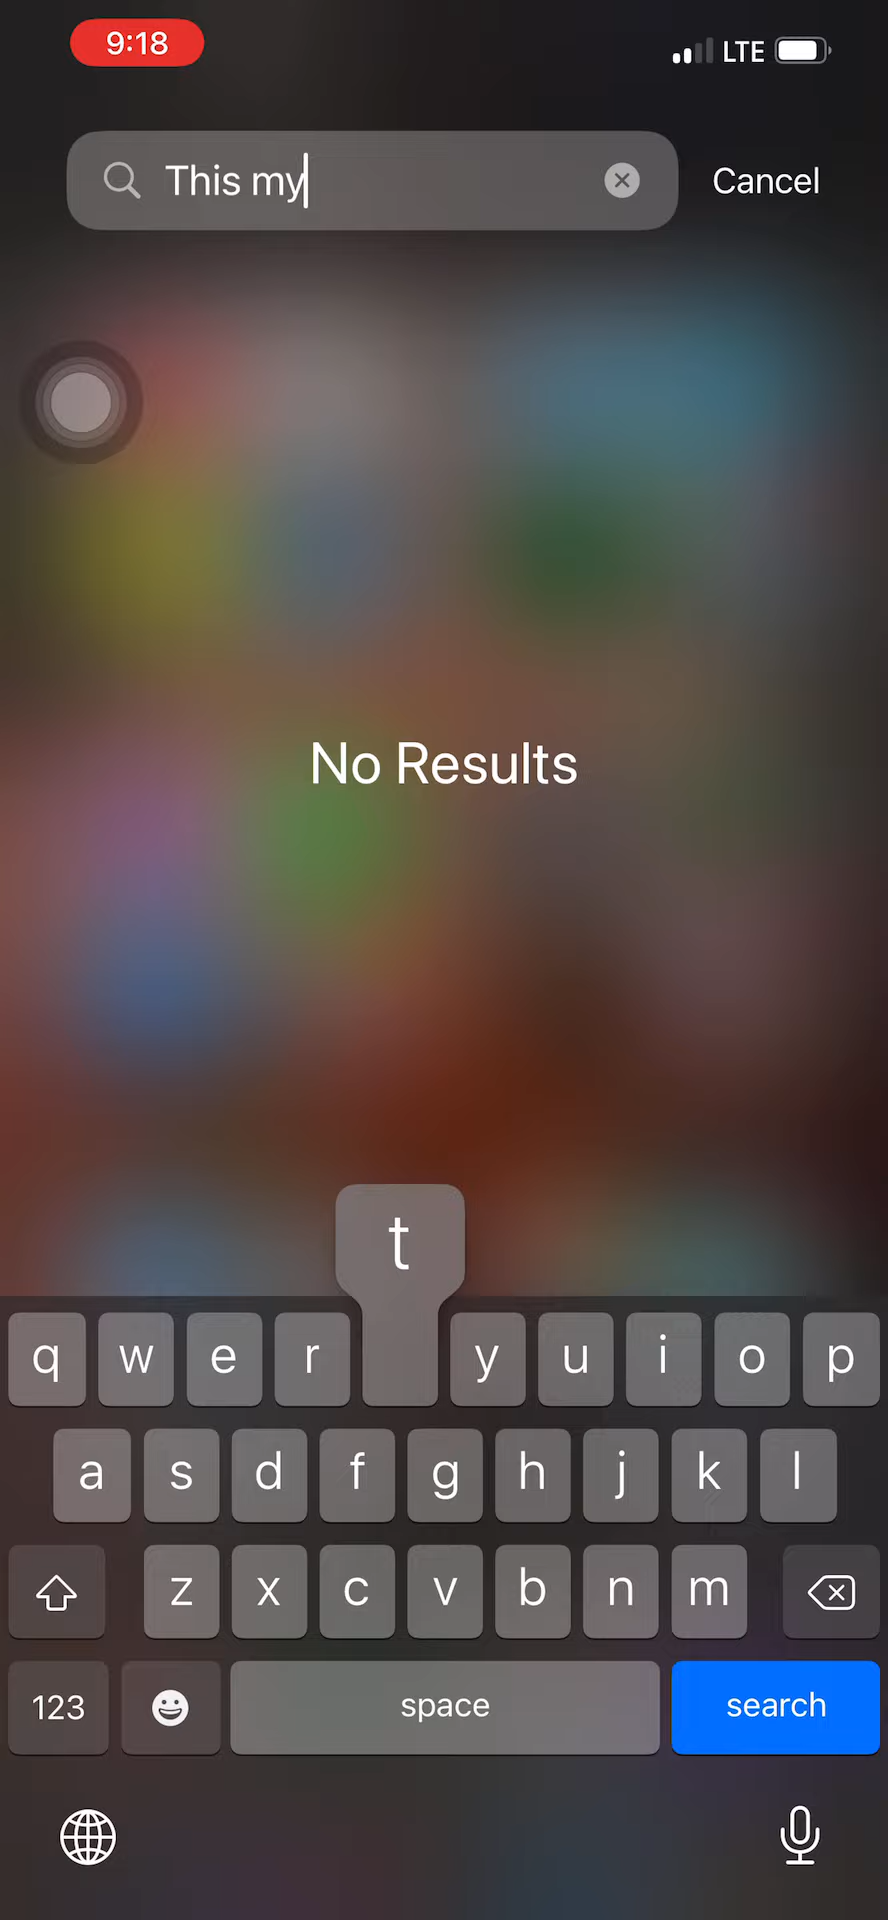 9:18 LTE
This my Cancel
No Results
t
q w e r y u i o p
a s d f g h j k l
z x c v b n m
123 space search